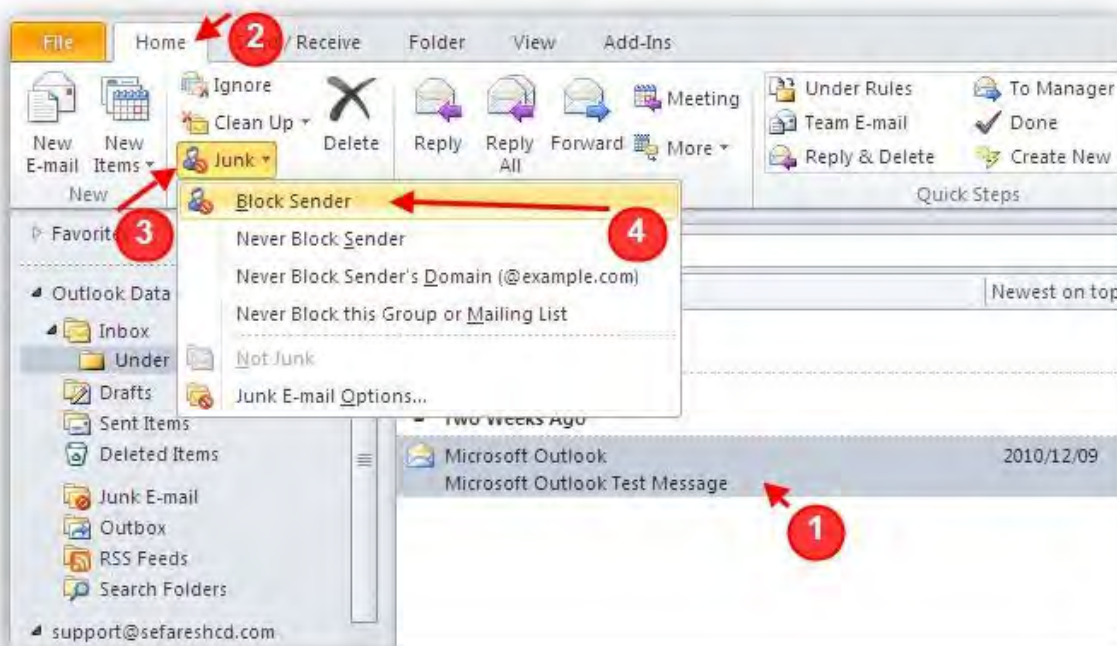 File Home 2 / Receive Folder View Add-Ins
Ignore
Clean Up
Junk
New E-mail
New Items
Delete
Reply
Reply All
Forward
Meeting
More
Under Rules
Team E-mail
Reply & Delete
To Manager
Done
Create New
New
Quick Steps
3
Block Sender
4
Never Block Sender
Never Block Sender's Domain (@example.com)
Never Block this Group or Mailing List
Not Junk
Junk E-mail Options...
Outlook Data
Inbox
Under
Drafts
Sent Items
Deleted Items
Junk E-mail
Outbox
RSS Feeds
Search Folders
support@sefareshcd.com
Newest on top
Two Weeks Ago
Microsoft Outlook 2010/12/09
Microsoft Outlook Test Message
1